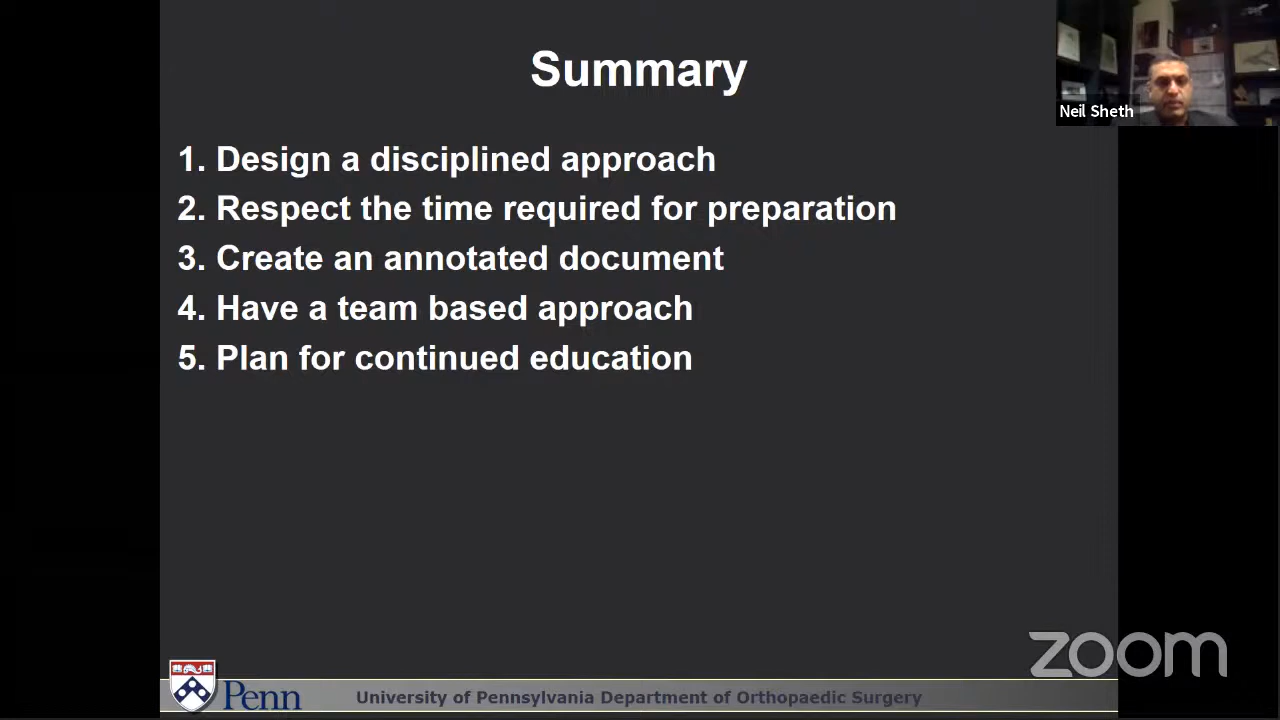 Summary
Neil Sheth
1. Design a disciplined approach
2. Respect the time required for preparation
3. Create an annotated document
4. Have a team based approach
5. Plan for continued education
zoom
Penn
University of Pennsylvania Department of Orthopaedic Surgery